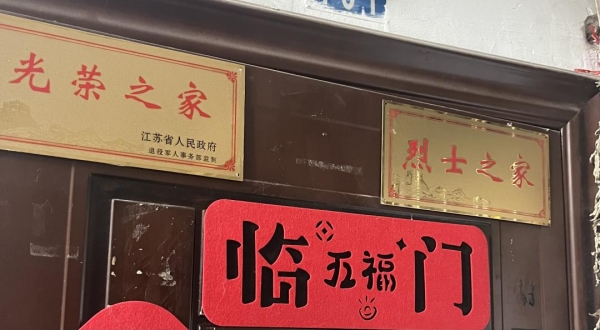 光荣之家
江苏省人民政府
退役军人事务部监制
烈士之家
五福临门